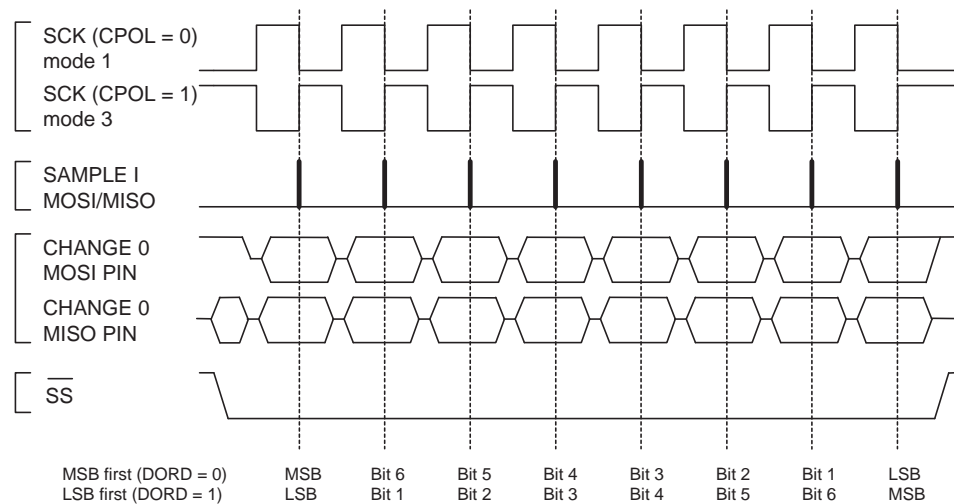 SCK (CPOL = 0)
mode 1
SCK (CPOL = 1)
mode 3
SAMPLE I
MOSI/MISO
CHANGE 0
MOSI PIN
CHANGE 0
MISO PIN
SS
MSB first (DORD = 0) MSB Bit 6 Bit 5 Bit 4 Bit 3 Bit 2 Bit 1 LSB
LSB first (DORD = 1) LSB Bit 1 Bit 2 Bit 3 Bit 4 Bit 5 Bit 6 MSB